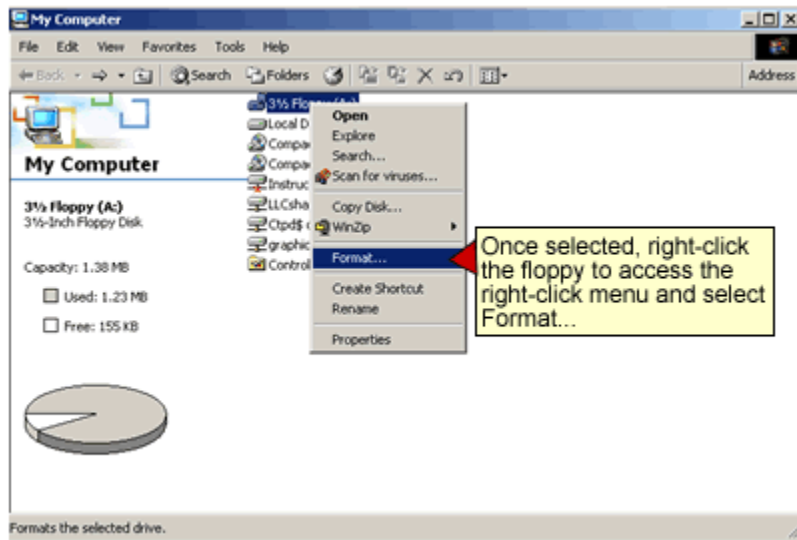 My Computer
File Edit View Favorites Tools Help
Back Search Folders Address
My Computer
3½ Floppy (A:)
3½-Inch Floppy Disk
Capacity: 1.38 MB
Used: 1.23 MB
Free: 155 KB
3½ Floppy (A:)
Local D
Compa
Compa
Instruc
LLCsha
Ctpd$ c
graphic
Control
Open
Explore
Search...
Scan for viruses...
Copy Disk...
WinZip
Format...
Create Shortcut
Rename
Properties
Once selected, right-click
the floppy to access the
right-click menu and select
Format...
Formats the selected drive.